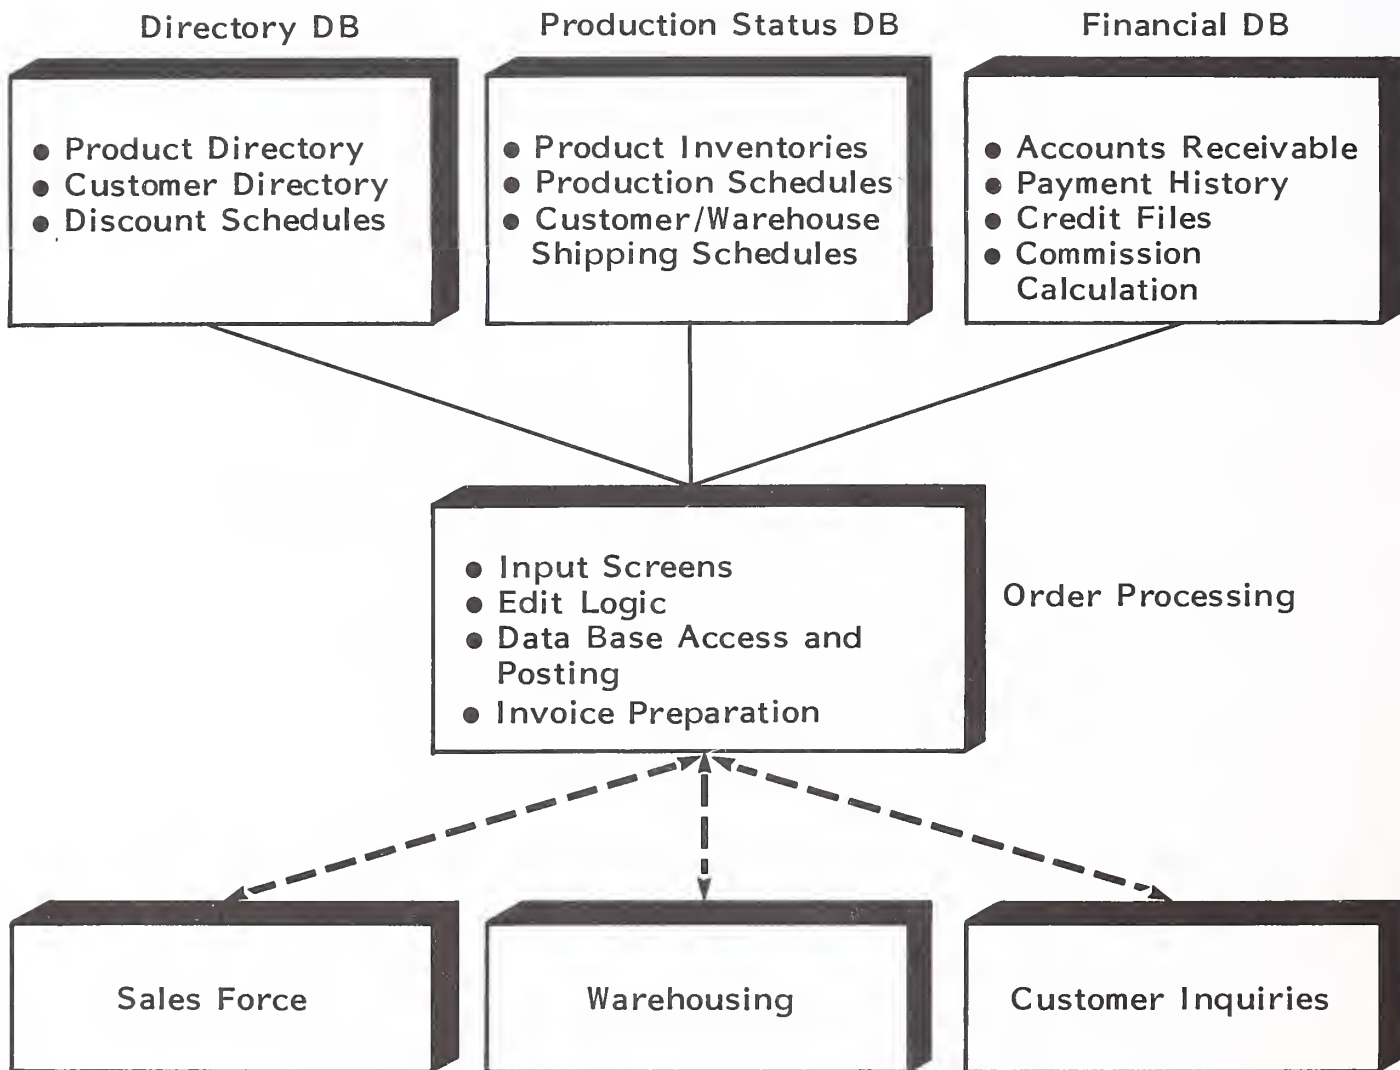 Directory DB
Production Status DB
Financial DB
● Product Directory
● Customer Directory
● Discount Schedules
● Product Inventories
● Production Schedules
● Customer/Warehouse
Shipping Schedules
● Accounts Receivable
● Payment History
● Credit Files
● Commission
Calculation
● Input Screens
● Edit Logic
● Data Base Access and
Posting
● Invoice Preparation
Order Processing
Sales Force
Warehousing
Customer Inquiries